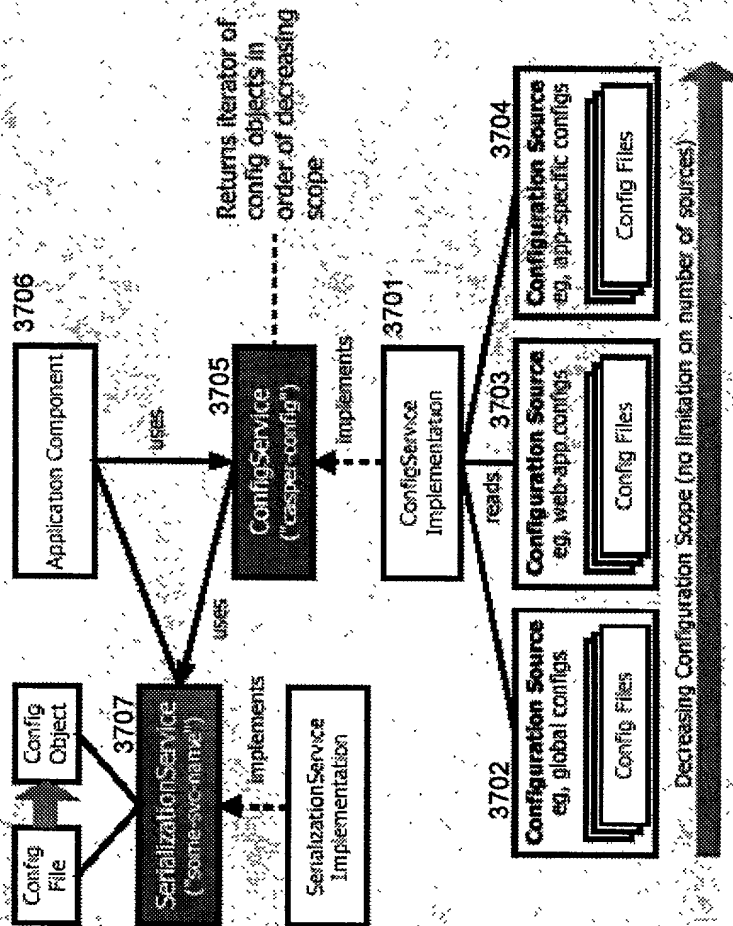 Config
File
Config
Object
3707
SerializationService
("some-svc-name")
implements
SerializationService
Implementation
uses
uses
3706
Application Component
3705
ConfigService
("casper-config")
Returns iterator of
config objects in
order of decreasing
scope
implements
3701
ConfigService
Implementation
reads
3702
Configuration Source
eg, global configs
Config Files
3703
Configuration Source
eg, web-app configs
Config Files
3704
Configuration Source
eg, app-specific configs
Config Files
Decreasing Configuration Scope (no limitation on number of sources)